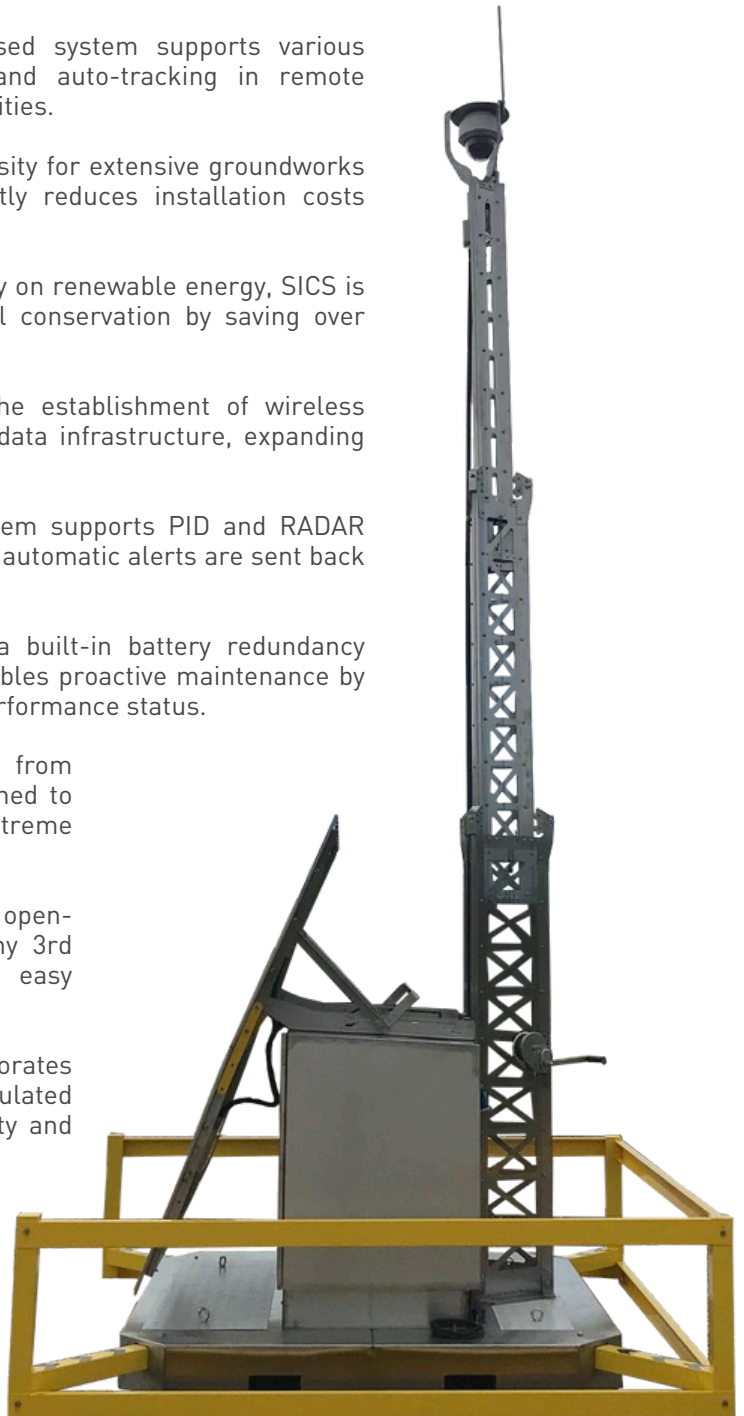 sed system supports various
and auto-tracking in remote
ities.
sity for extensive groundworks
tly reduces installation costs
y on renewable energy, SICS is
l conservation by saving over
he establishment of wireless
data infrastructure, expanding
tem supports PID and RADAR
automatic alerts are sent back
a built-in battery redundancy
bles proactive maintenance by
rformance status.
from
ned to
treme
open-
ny 3rd
easy
orates
ulated
ty and